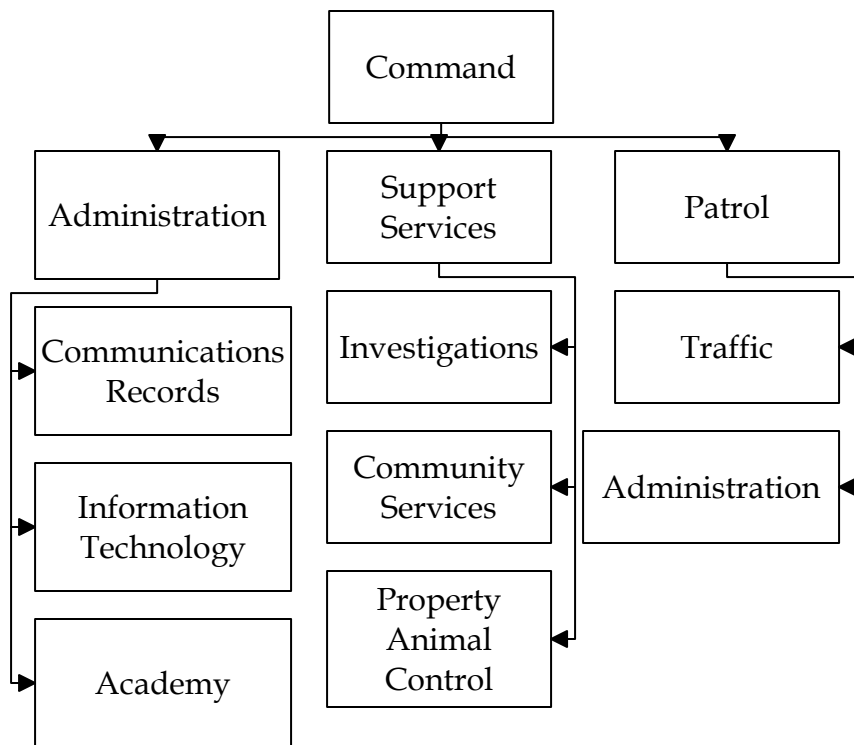 Command
Administration
Support
Services
Patrol
Communications
Records
Investigations
Traffic
Information
Technology
Community
Services
Administration
Academy
Property
Animal
Control